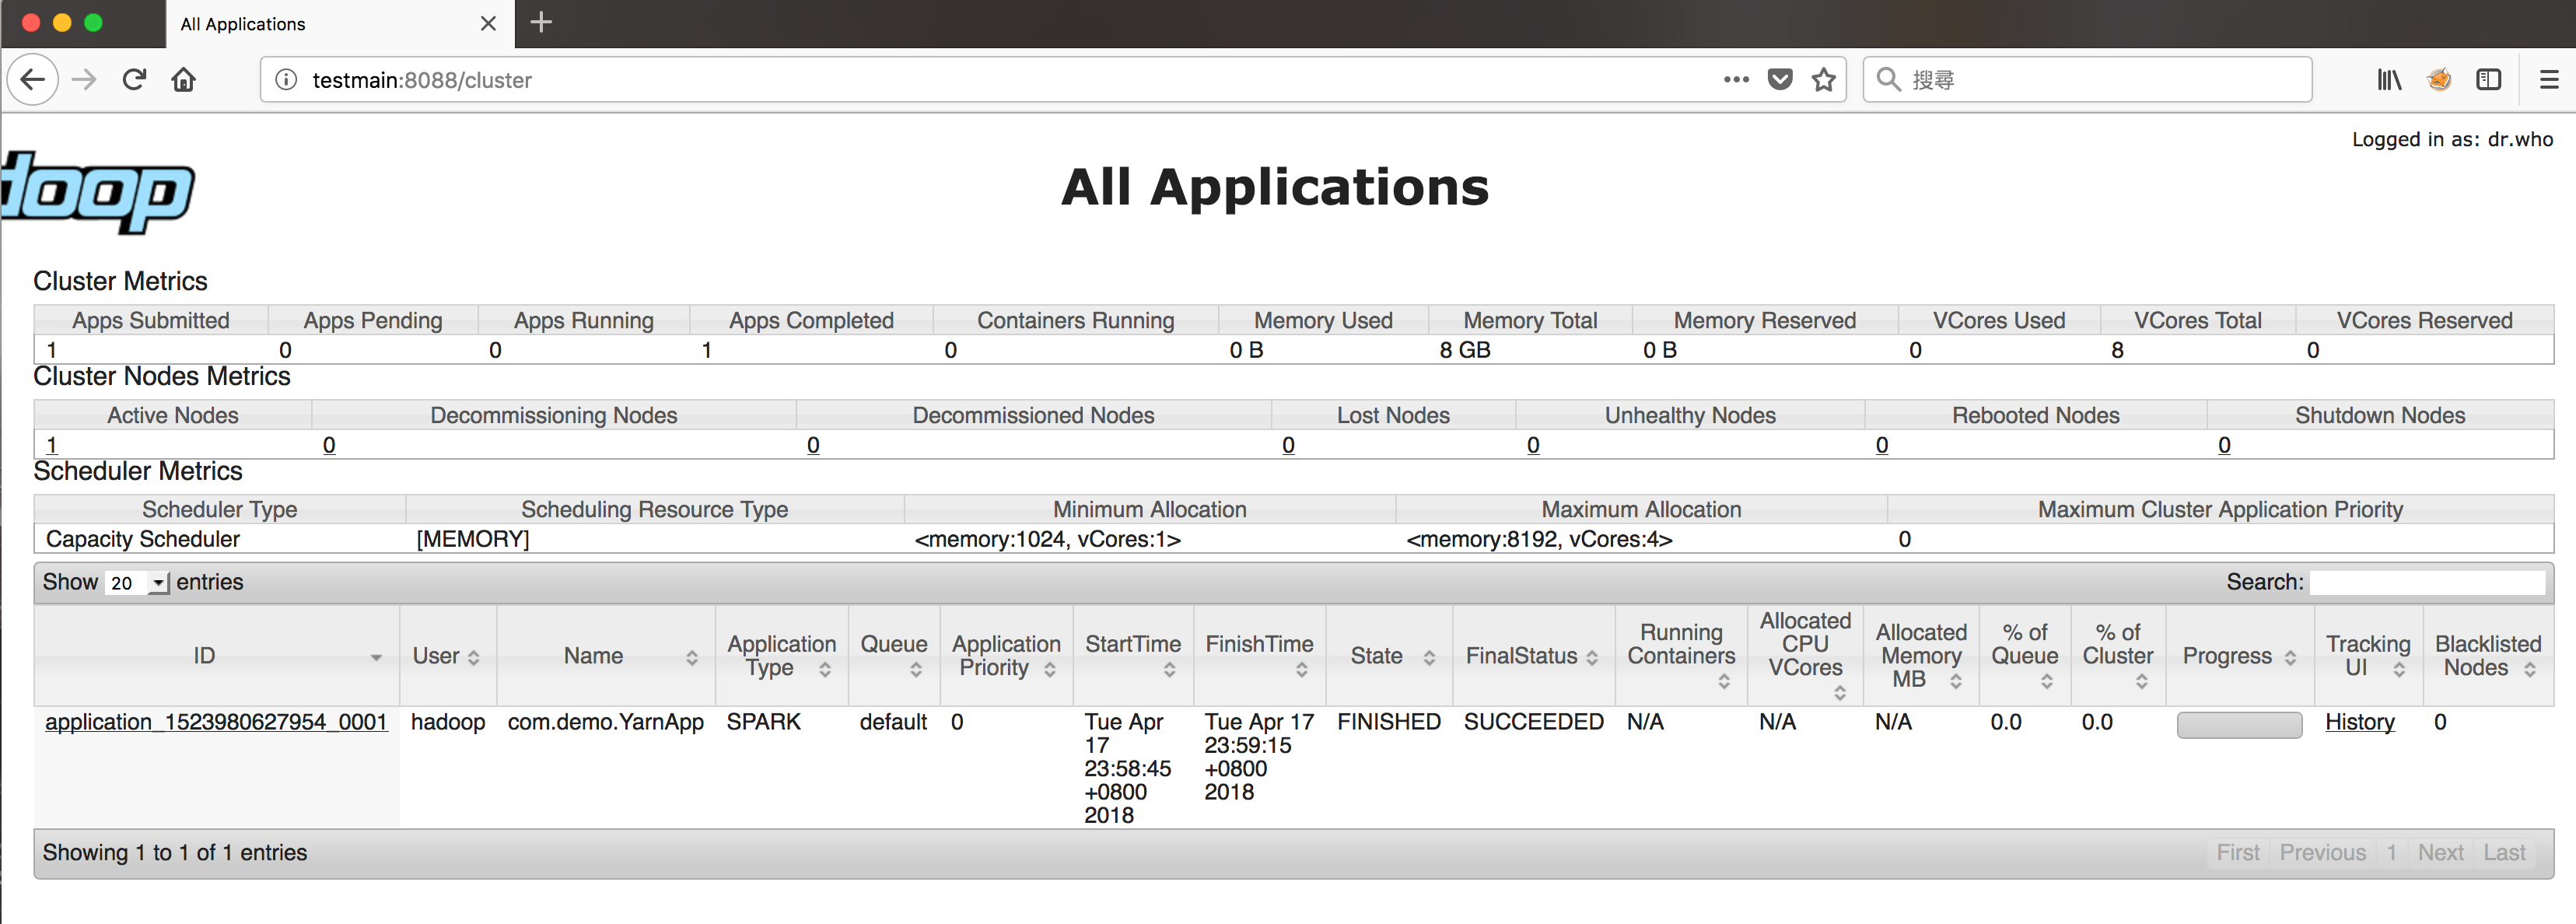 All Applications
testmain:8088/cluster
搜尋
Logged in as: dr.who
doop
All Applications
Cluster Metrics
Apps Submitted Apps Pending Apps Running Apps Completed Containers Running Memory Used Memory Total Memory Reserved VCores Used VCores Total VCores Reserved
1 0 0 1 0 0 B 8 GB 0 B 0 8 0
Cluster Nodes Metrics
Active Nodes Decommissioning Nodes Decommissioned Nodes Lost Nodes Unhealthy Nodes Rebooted Nodes Shutdown Nodes
1 0 0 0 0 0 0
Scheduler Metrics
Scheduler Type Scheduling Resource Type Minimum Allocation Maximum Allocation Maximum Cluster Application Priority
Capacity Scheduler [MEMORY] <memory:1024, vCores:1> <memory:8192, vCores:4> 0
Show 20 entries Search:
ID User Name Application Type Queue Application Priority StartTime FinishTime State FinalStatus Running Containers Allocated CPU VCores Allocated Memory MB % of Queue % of Cluster Progress Tracking UI Blacklisted Nodes
application_1523980627954_0001 hadoop com.demo.YarnApp SPARK default 0 Tue Apr 17 23:58:45 +0800 2018 Tue Apr 17 23:59:15 +0800 2018 FINISHED SUCCEEDED N/A N/A N/A 0.0 0.0 History 0
Showing 1 to 1 of 1 entries First Previous 1 Next Last